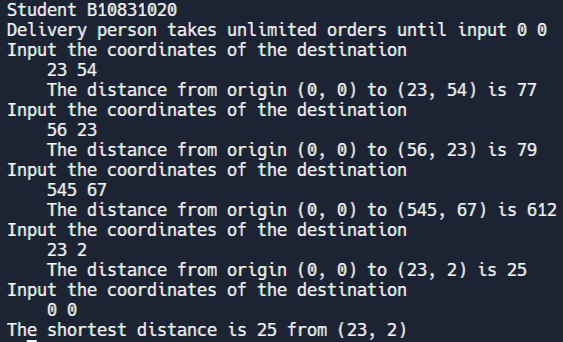 Student B10831020
Delivery person takes unlimited orders until input 0 0
Input the coordinates of the destination
    23 54
    The distance from origin (0, 0) to (23, 54) is 77
Input the coordinates of the destination
    56 23
    The distance from origin (0, 0) to (56, 23) is 79
Input the coordinates of the destination
    545 67
    The distance from origin (0, 0) to (545, 67) is 612
Input the coordinates of the destination
    23 2
    The distance from origin (0, 0) to (23, 2) is 25
Input the coordinates of the destination
    0 0
The shortest distance is 25 from (23, 2)